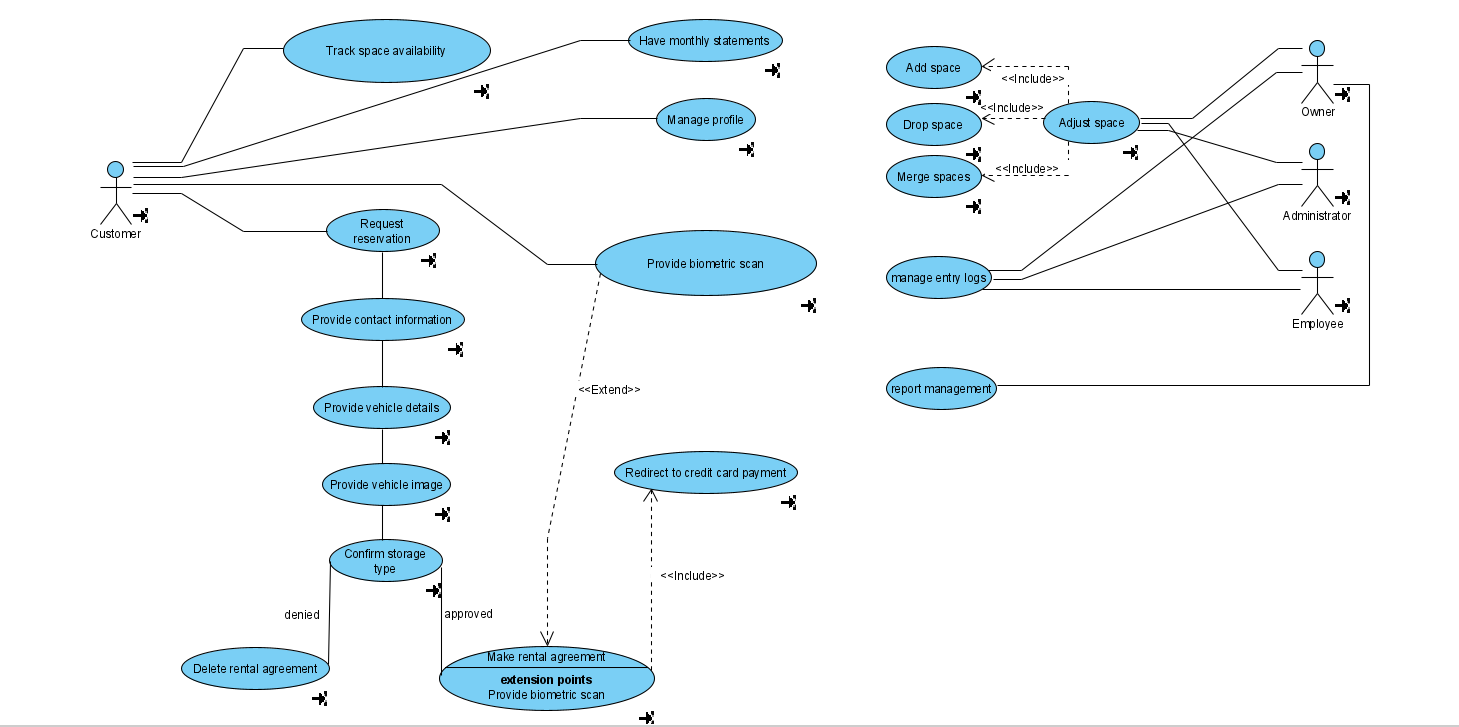 Track space availability
Have monthly statements
Manage profile
Customer
Request
reservation
Provide biometric scan
Provide contact information
<<Extend>>
Provide vehicle details
Provide vehicle image
Redirect to credit card payment
Confirm storage
type
<<Include>>
denied
approved
Delete rental agreement
Make rental agreement
extension points
Provide biometric scan
Add space
<<Include>>
<<Include>>
Drop space
Adjust space
<<Include>>
Merge spaces
Owner
Administrator
manage entry logs
Employee
report management